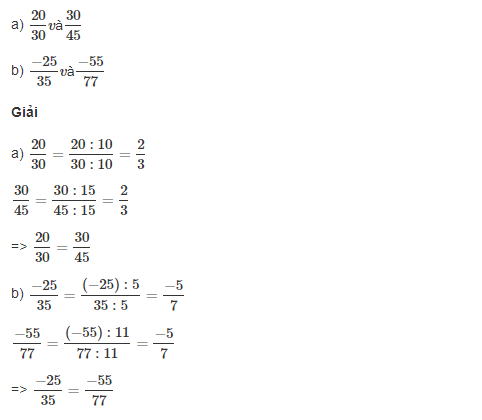 a) 20/30 và 30/45
b) -25/35 và -55/77
Giải
a) 20/30 = 20 : 10/30 : 10 = 2/3
30/45 = 30 : 15/45 : 15 = 2/3
=> 20/30 = 30/45
b) -25/35 = (-25) : 5/35 : 5 = -5/7
-55/77 = (-55) : 11/77 : 11 = -5/7
=> -25/35 = -55/77